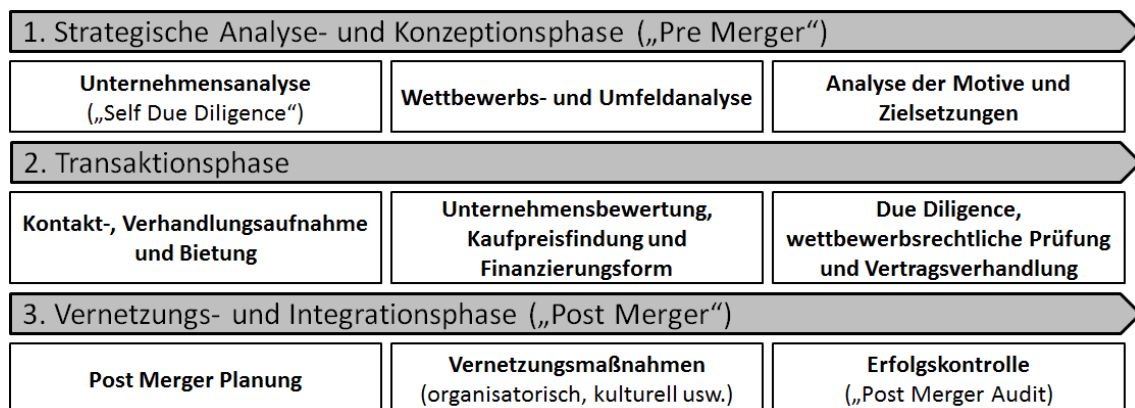 1. Strategische Analyse- und Konzeptionsphase („Pre Merger“)
Unternehmensanalyse
(„Self Due Diligence“)
Wettbewerbs- und Umfeldanalyse
Analyse der Motive und
Zielsetzungen
2. Transaktionsphase
Kontakt-, Verhandlungsaufnahme
und Bietung
Unternehmensbewertung,
Kaufpreisfindung und
Finanzierungsform
Due Diligence,
wettbewerbsrechtliche Prüfung
und Vertragsverhandlung
3. Vernetzungs- und Integrationsphase („Post Merger“)
Post Merger Planung
Vernetzungsmaßnahmen
(organisatorisch, kulturell usw.)
Erfolgskontrolle
(„Post Merger Audit)